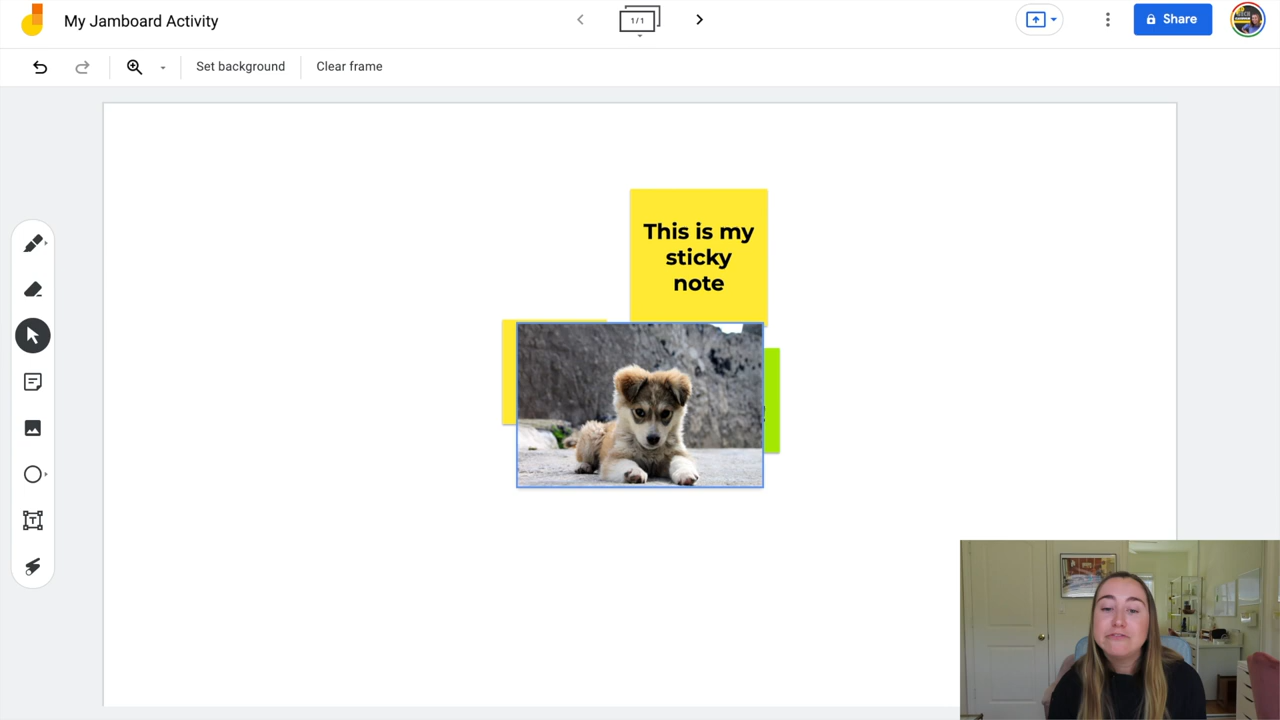 My Jamboard Activity
1/1
Share
Set background
Clear frame
This is my
sticky
note